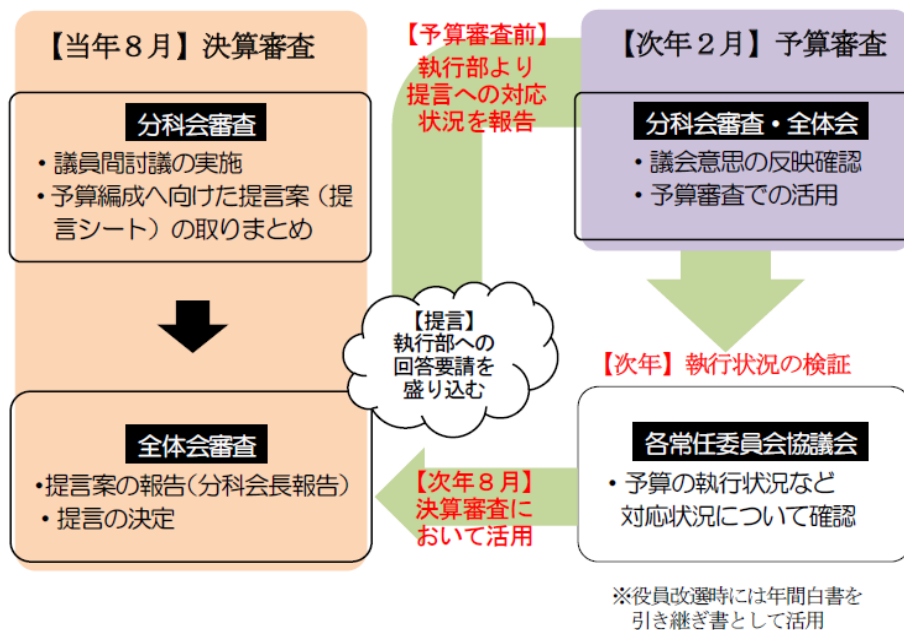 【当年８月】決算審査
分科会審査
・議員間討議の実施
・予算編成へ向けた提言案（提
言シート）の取りまとめ
全体会審査
・提言案の報告（分科会長報告）
・提言の決定
【予算審査前】
執行部より
提言への対応
状況を報告
【提言】
執行部への
回答要請を
盛り込む
【次年２月】予算審査
分科会審査・全体会
・議会意思の反映確認
・予算審査での活用
【次年】執行状況の検証
各常任委員会協議会
・予算の執行状況など
対応状況について確認
【次年８月】
決算審査に
おいて活用
※役員改選時には年間白書を
引き継ぎ書として活用